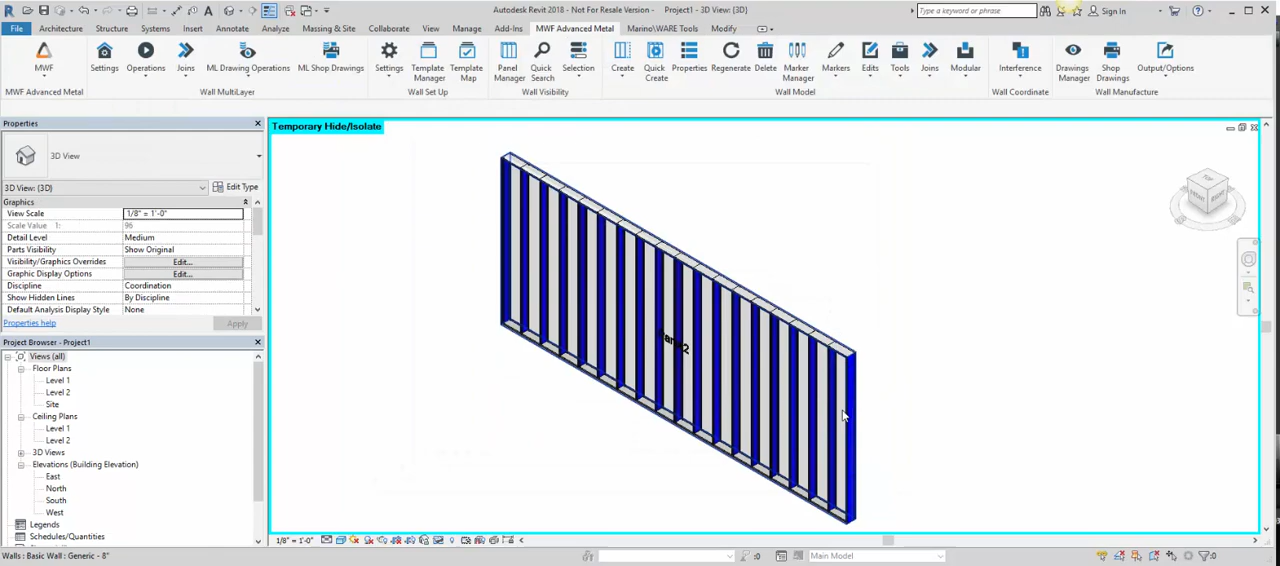 Autodesk Revit 2018 - Not For Resale Version - Project1 - 3D View: {3D}
Type a keyword or phrase
Sign In
File Architecture Structure Systems Insert Annotate Analyze Massing & Site Collaborate View Manage Add-Ins MWF Advanced Metal Marino\WARE Tools Modify
MWF Settings Operations Joins ML Drawing Operations ML Shop Drawings Settings Template Manager Template Map Panel Manager Quick Search Selection Create Quick Create Properties Regenerate Delete Marker Manager Markers Edits Tools Joins Modular Interference Drawings Manager Shop Drawings Output/Options
MWF Advanced Metal Wall MultiLayer Wall Set Up Wall Visibility Wall Model Wall Coordinate Wall Manufacture
Properties
3D View
3D View: {3D} Edit Type
Graphics
View Scale 1/8" = 1'-0"
Scale Value 1: 96
Detail Level Medium
Parts Visibility Show Original
Visibility/Graphics Overrides Edit...
Graphic Display Options Edit...
Discipline Coordination
Show Hidden Lines By Discipline
Default Analysis Display Style None
Properties help Apply
Project Browser - Project1
Views (all)
Floor Plans
Level 1
Level 2
Site
Ceiling Plans
Level 1
Level 2
3D Views
Elevations (Building Elevation)
East
North
South
West
Legends
Schedules/Quantities
Temporary Hide/Isolate
TOP
FRONT RIGHT
1/8" = 1'-0"
Walls : Basic Wall : Generic - 8"
:0 Main Model :0